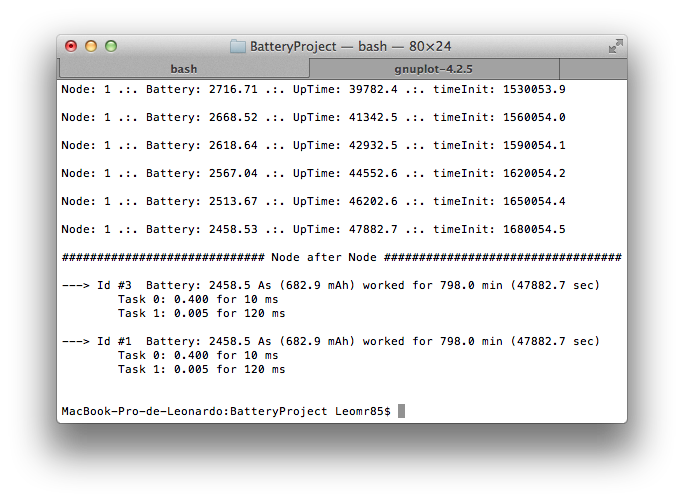 BatteryProject — bash — 80×24
bash
gnuplot-4.2.5
Node: 1 .:. Battery: 2716.71 .:. UpTime: 39782.4 .:. timeInit: 1530053.9
Node: 1 .:. Battery: 2668.52 .:. UpTime: 41342.5 .:. timeInit: 1560054.0
Node: 1 .:. Battery: 2618.64 .:. UpTime: 42932.5 .:. timeInit: 1590054.1
Node: 1 .:. Battery: 2567.04 .:. UpTime: 44552.6 .:. timeInit: 1620054.2
Node: 1 .:. Battery: 2513.67 .:. UpTime: 46202.6 .:. timeInit: 1650054.4
Node: 1 .:. Battery: 2458.53 .:. UpTime: 47882.7 .:. timeInit: 1680054.5
############################# Node after Node ##################################
---> Id #3  Battery: 2458.5 As (682.9 mAh) worked for 798.0 min (47882.7 sec)
        Task 0: 0.400 for 10 ms
        Task 1: 0.005 for 120 ms
---> Id #1  Battery: 2458.5 As (682.9 mAh) worked for 798.0 min (47882.7 sec)
        Task 0: 0.400 for 10 ms
        Task 1: 0.005 for 120 ms
MacBook-Pro-de-Leonardo:BatteryProject Leomr85$